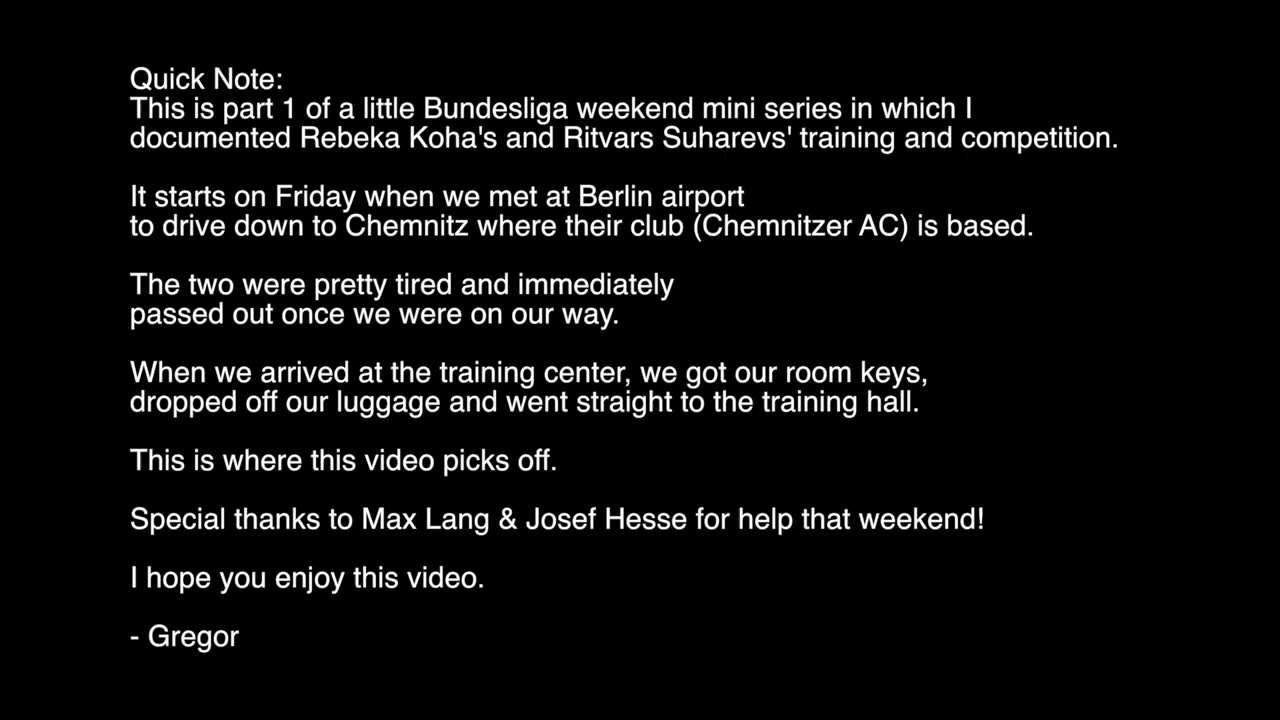 Quick Note:
This is part 1 of a little Bundesliga weekend mini series in which I
documented Rebeka Koha's and Ritvars Suharevs' training and competition.
It starts on Friday when we met at Berlin airport
to drive down to Chemnitz where their club (Chemnitzer AC) is based.
The two were pretty tired and immediately
passed out once we were on our way.
When we arrived at the training center, we got our room keys,
dropped off our luggage and went straight to the training hall.
This is where this video picks off.
Special thanks to Max Lang & Josef Hesse for help that weekend!
I hope you enjoy this video.
- Gregor